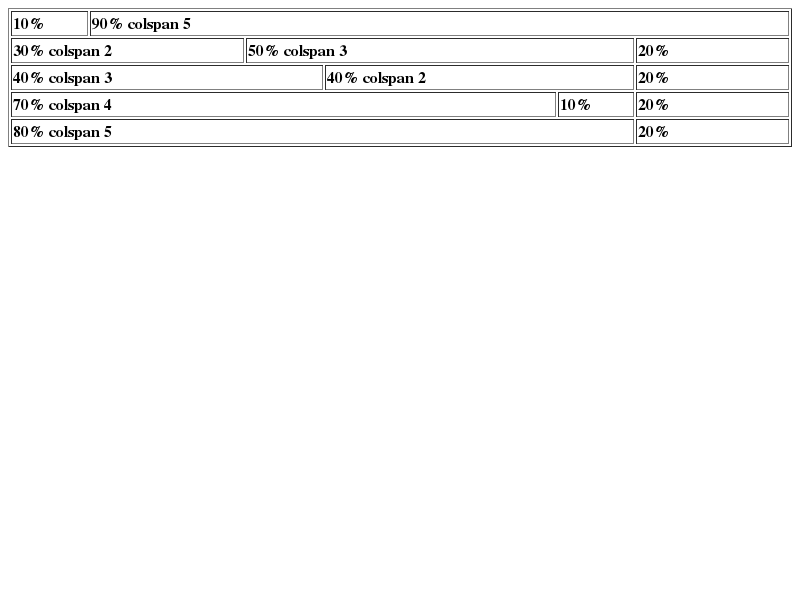 10% 90% colspan 5
30% colspan 2 50% colspan 3 20%
40% colspan 3 40% colspan 2 20%
70% colspan 4 10% 20%
80% colspan 5 20%